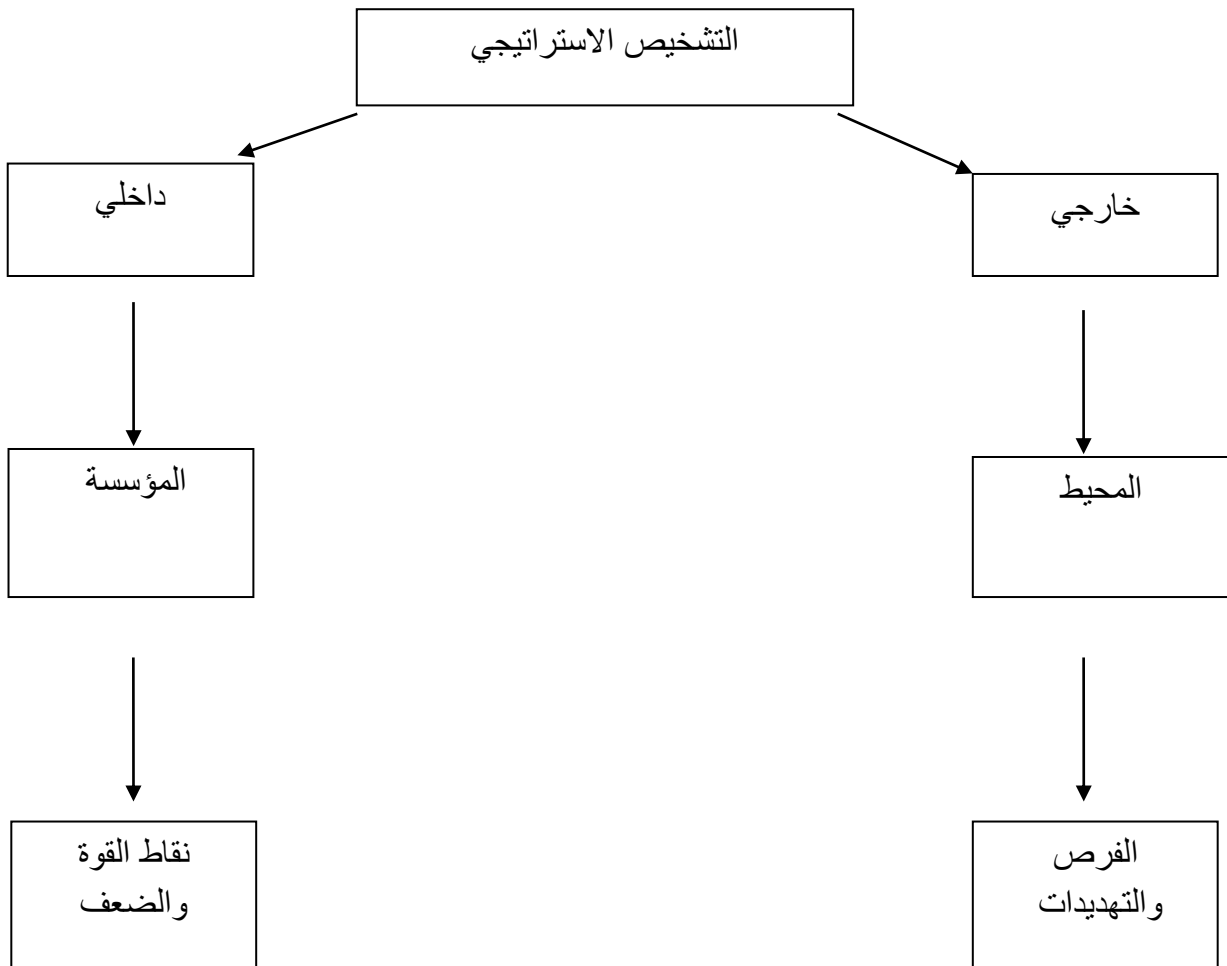 التشخيص الاستراتيجي
خارجي
داخلي
المحيط
المؤسسة
الفرص
والتهديدات
نقاط القوة
والضعف